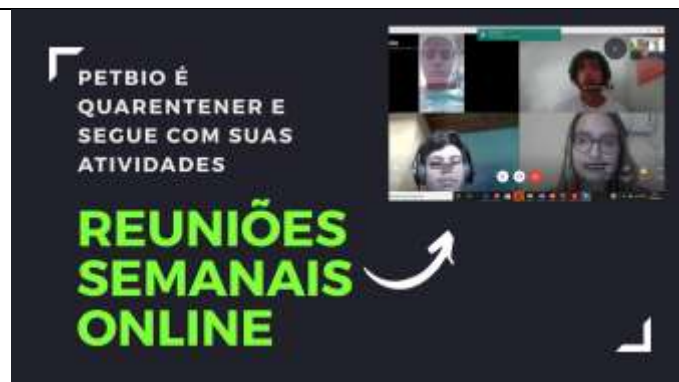 PETBIO É
QUARENTENER E
SEGUE COM SUAS
ATIVIDADES
REUNIÕES
SEMANAIS
ONLINE